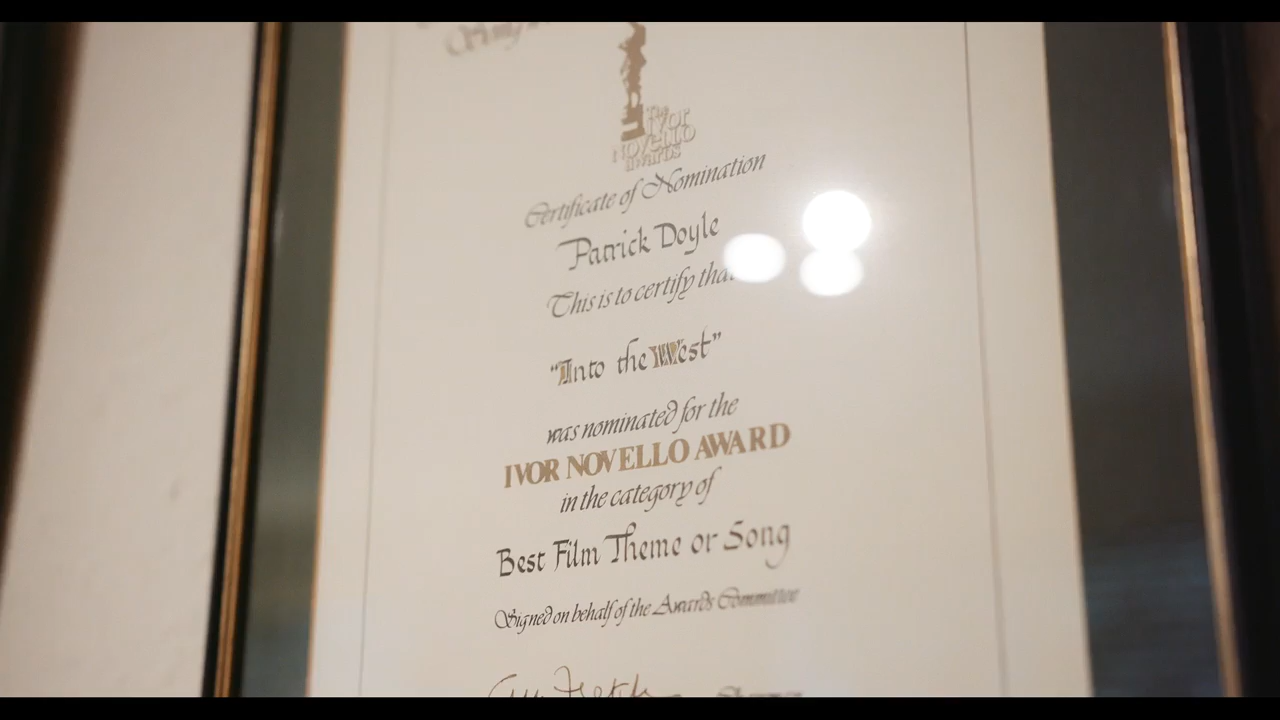 The
Ivor
Novello
awards
Certificate of Nomination
Patrick Doyle
This is to certify that
"Into the West"
was nominated for the
IVOR NOVELLO AWARD
in the category of
Best Film Theme or Song
Signed on behalf of the Awards Committee